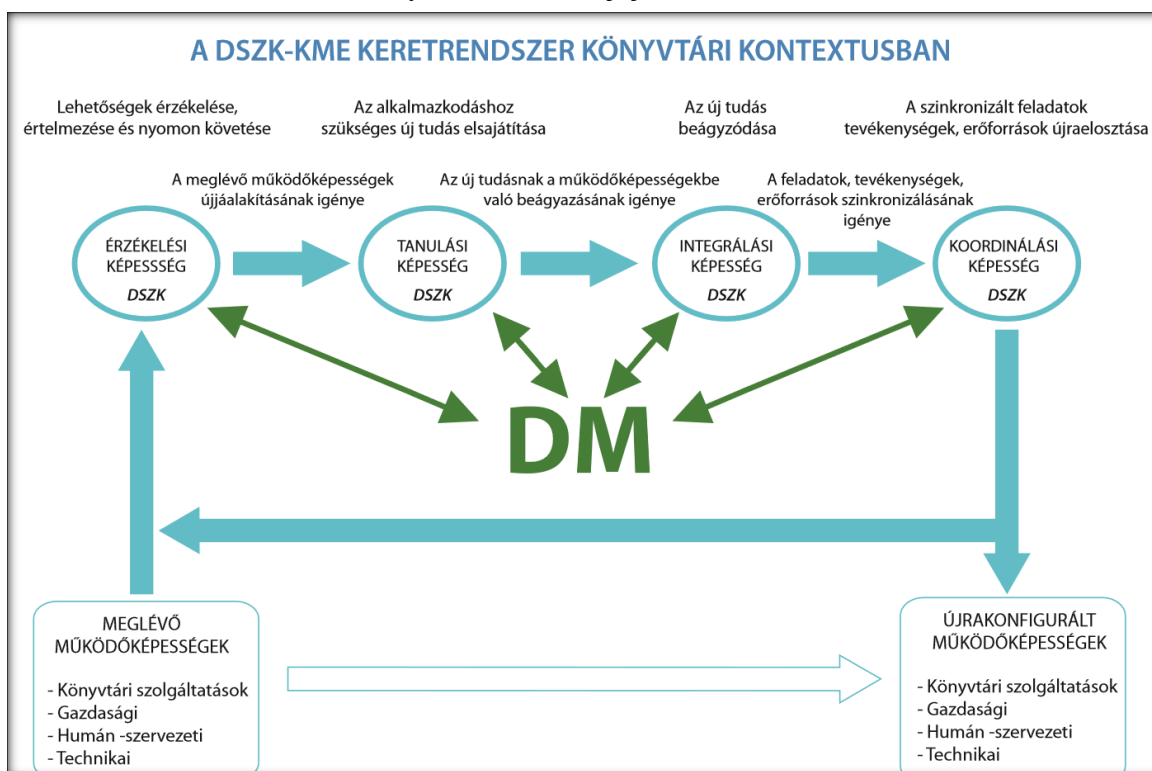 A DSZK-KME KERETRENDSZER KÖNYVTÁRI KONTEXTUSBAN
Lehetőségek érzékelése,
értelmezése és nyomon követése
Az alkalmazkodáshoz
szükséges új tudás elsajátítása
Az új tudás
beágyzódása
A szinkronizált feladatok
tevékenységek, erőforrások újraelosztása
A meglévő működőképességek
újjáalakításának igénye
Az új tudásnak a működőképességekbe
való beágyazásának igénye
A feladatok, tevékenységek,
erőforrások szinkronizálásának
igénye
ÉRZÉKELÉSI
KÉPESSSÉG
DSZK
TANULÁSI
KÉPESSÉG
DSZK
INTEGRÁLÁSI
KÉPESSÉG
DSZK
KOORDINÁLÁSI
KÉPESSÉG
DSZK
DM
MEGLÉVŐ
MŰKÖDŐKÉPESSÉGEK
- Könyvtári szolgáltatások
- Gazdasági
- Humán -szervezeti
- Technikai
ÚJRAKONFIGURÁLT
MŰKÖDŐKÉPESSÉGEK
- Könyvtári szolgáltatások
- Gazdasági
- Humán -szervezeti
- Technikai